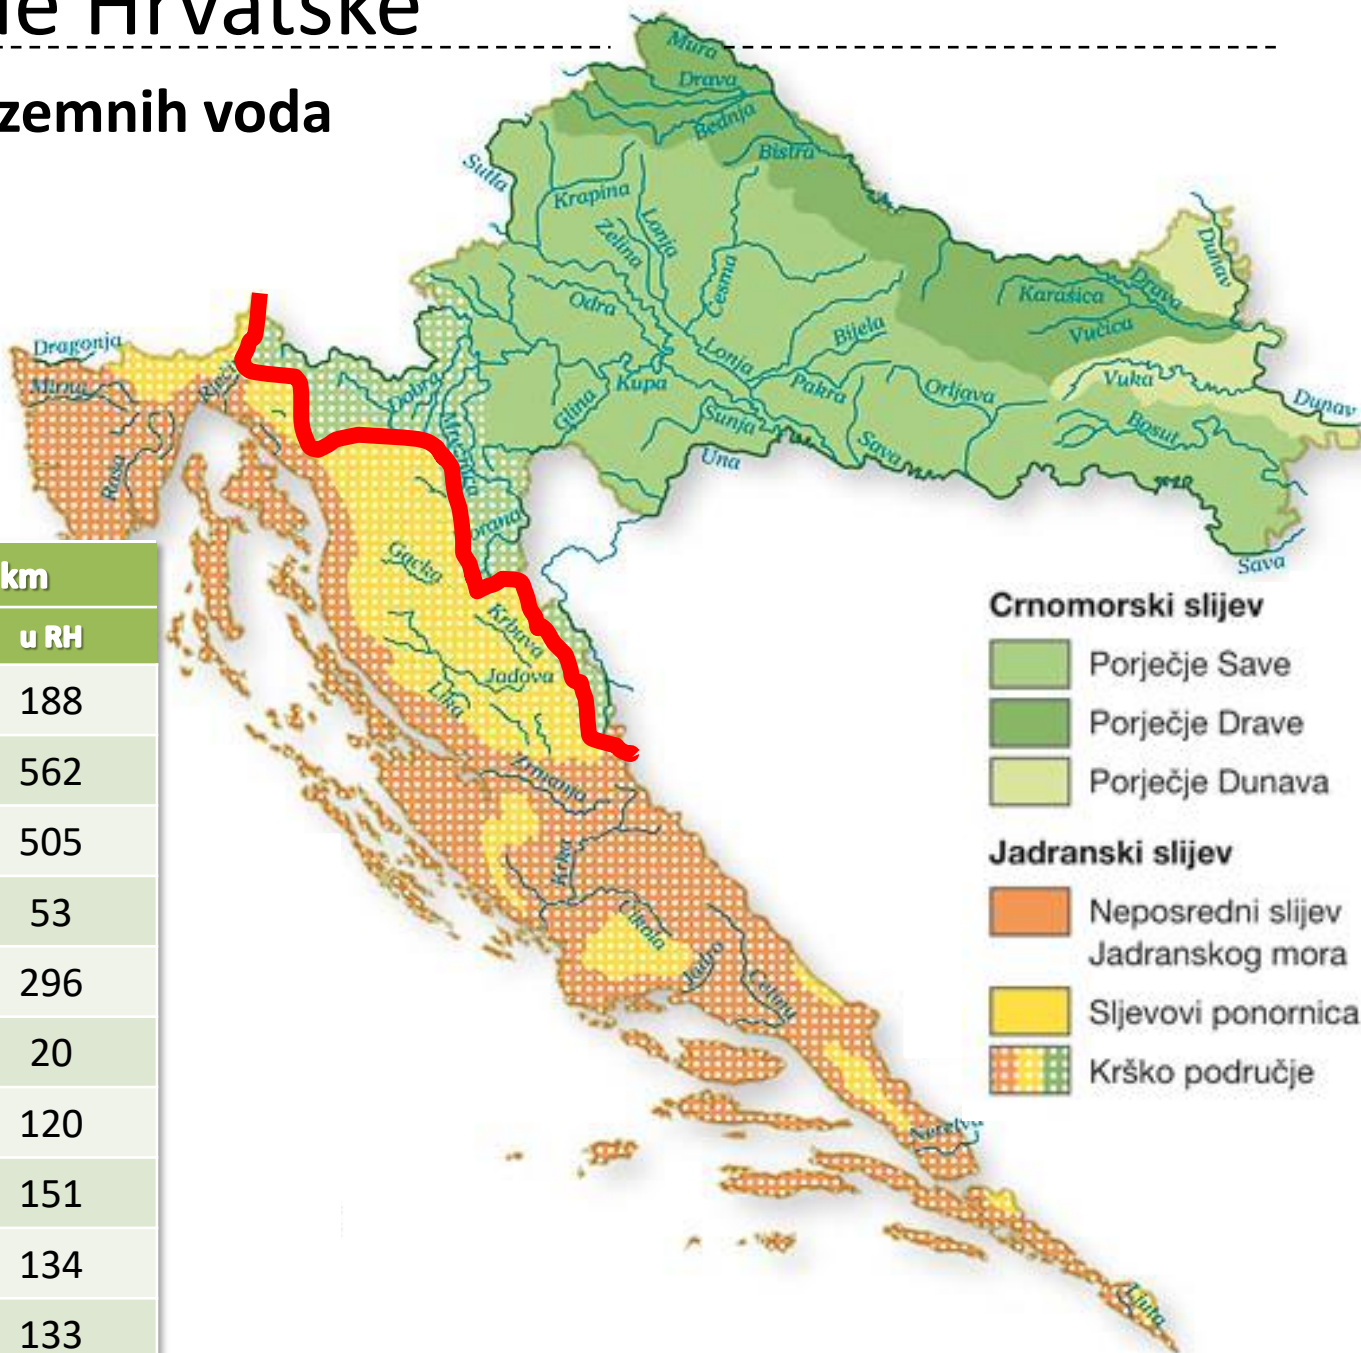 ne Hrvatske
zemnih voda
Mura
Drava
Bednja
Bistra
Sutla
Krapina
Lonja
Zelina
Česma
Dunav
Odra
Karašica
Drava
Vučica
Bijela
Dragonja
Mirna
Lonja
Dobra
Kupa
Pakra
Orljava
Vuka
Dunav
Glina
Sunja
Bosut
Mrežnica
Sava
Raša
Una
orana
Sava
Gacka
Krbava
Jadova
Lika
Zrmanja
Krka
Čikola
Jadro
Cetina
Neretva
Ljuta
km
u RH
188
562
505
53
296
20
120
151
134
133
Crnomorski slijev
Porječje Save
Porječje Drave
Porječje Dunava
Jadranski slijev
Neposredni slijev
Jadranskog mora
Sljevovi ponornica
Krško područje